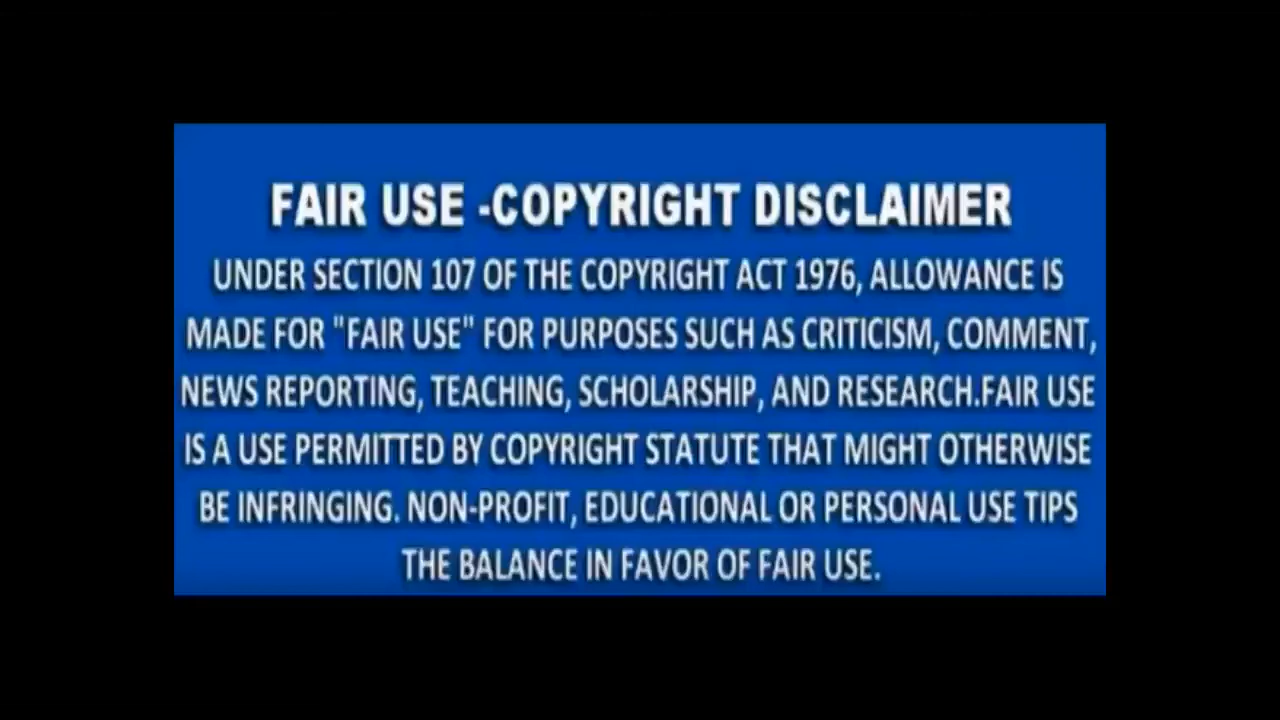 FAIR USE -COPYRIGHT DISCLAIMER
UNDER SECTION 107 OF THE COPYRIGHT ACT 1976, ALLOWANCE IS
MADE FOR "FAIR USE" FOR PURPOSES SUCH AS CRITICISM, COMMENT,
NEWS REPORTING, TEACHING, SCHOLARSHIP, AND RESEARCH.FAIR USE
IS A USE PERMITTED BY COPYRIGHT STATUTE THAT MIGHT OTHERWISE
BE INFRINGING. NON-PROFIT, EDUCATIONAL OR PERSONAL USE TIPS
THE BALANCE IN FAVOR OF FAIR USE.